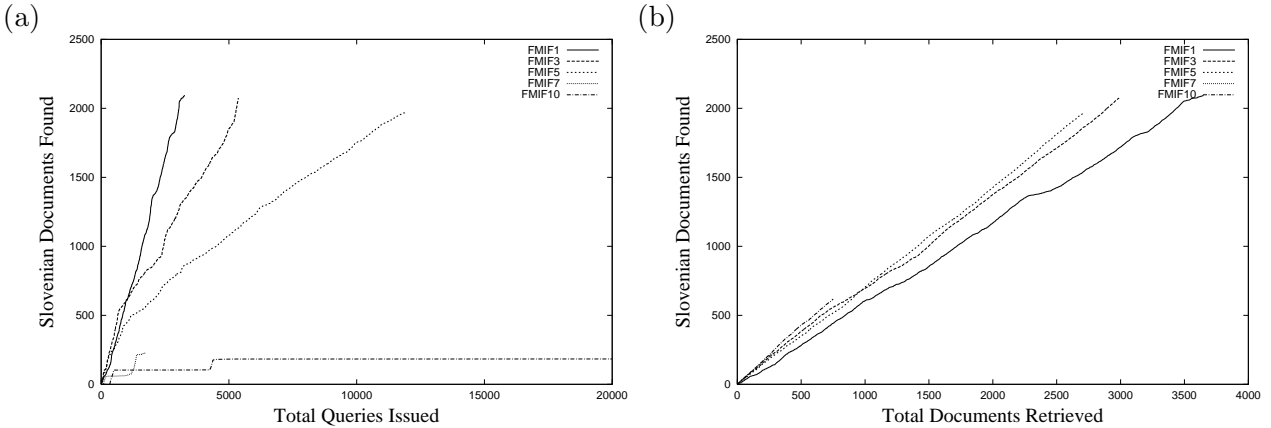 (a)
2500
2000
1500
1000
500
0
0 5000 10000 15000 20000
Slovenian Documents Found
Total Queries Issued
FMIF1
FMIF3
FMIF5
FMIF7
FMIF10
(b)
2500
2000
1500
1000
500
0
0 500 1000 1500 2000 2500 3000 3500 4000
Slovenian Documents Found
Total Documents Retrieved
FMIF1
FMIF3
FMIF5
FMIF7
FMIF10